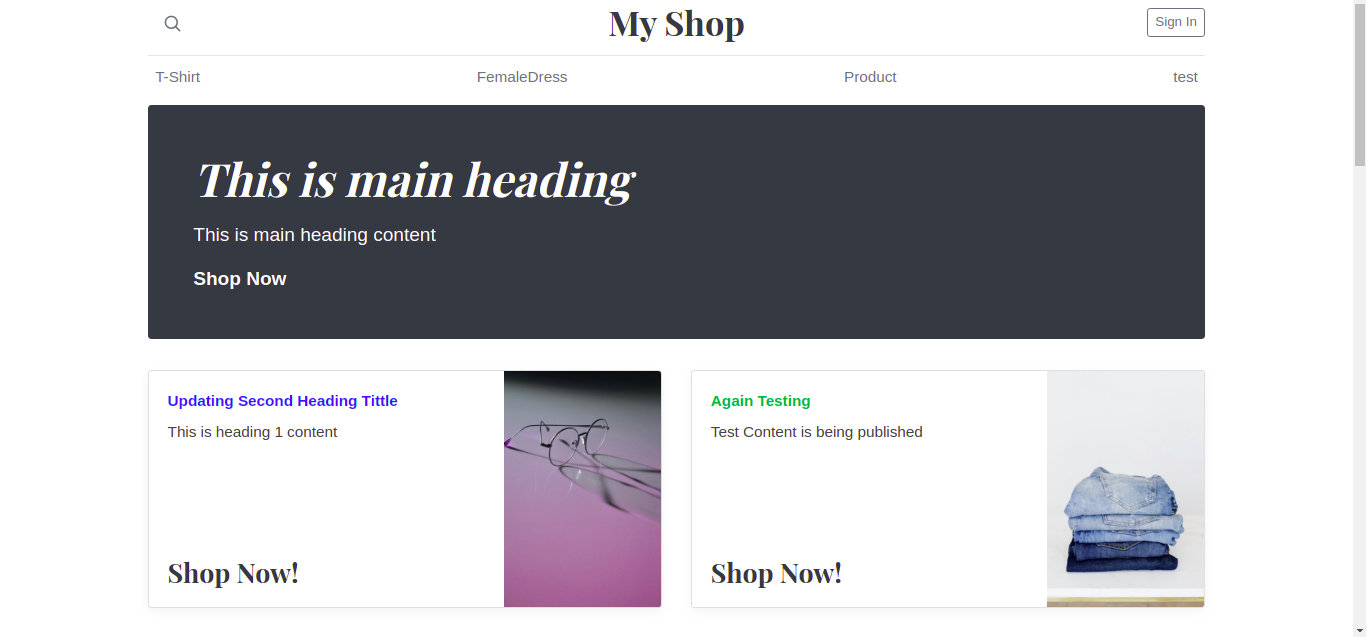 My Shop
Sign In
T-Shirt
FemaleDress
Product
test
This is main heading
This is main heading content
Shop Now
Updating Second Heading Tittle
This is heading 1 content
Shop Now!
Again Testing
Test Content is being published
Shop Now!